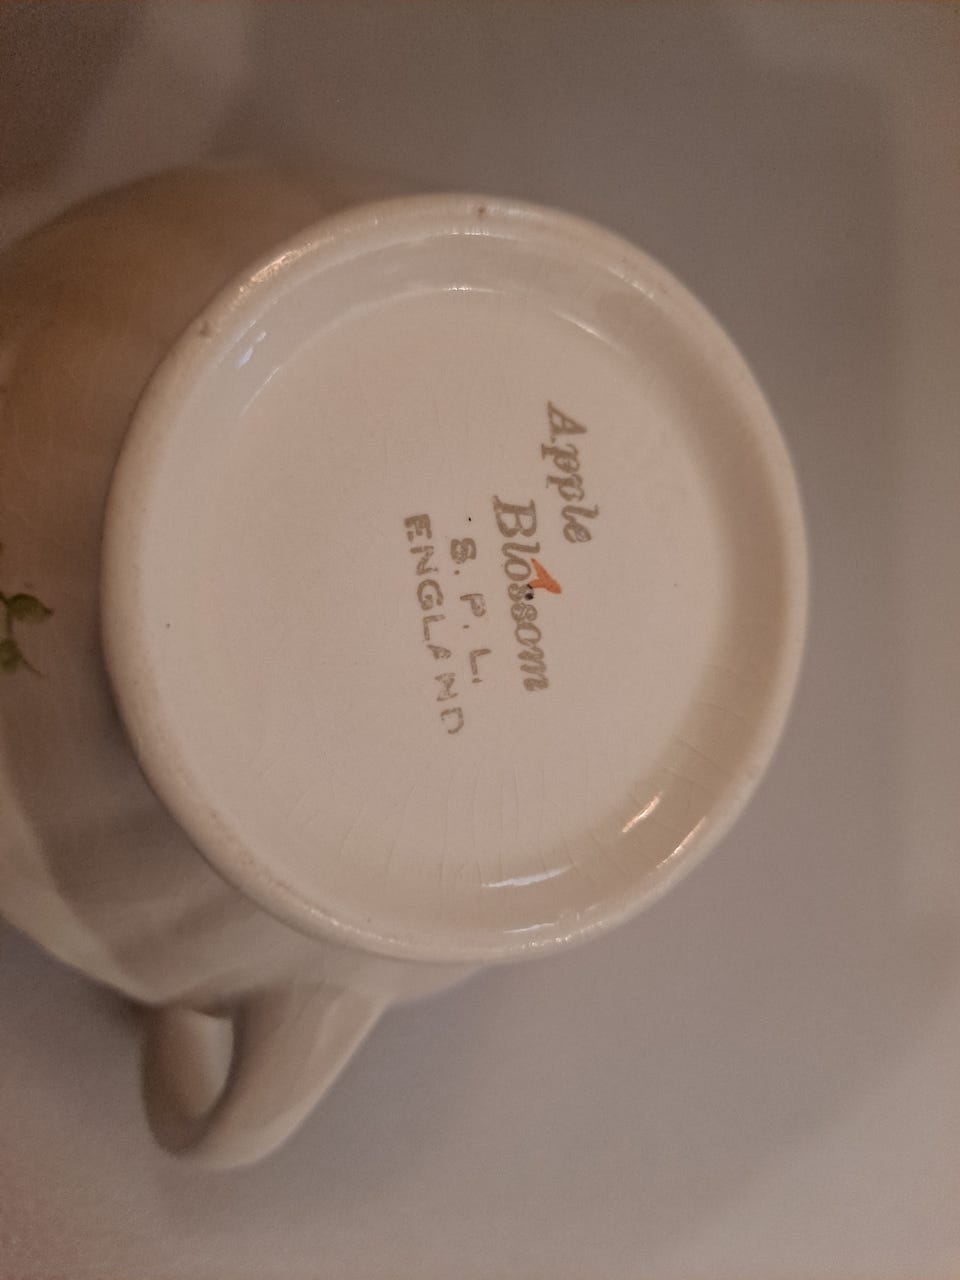 Apple
Blossom
S. P. L.
ENGLAND